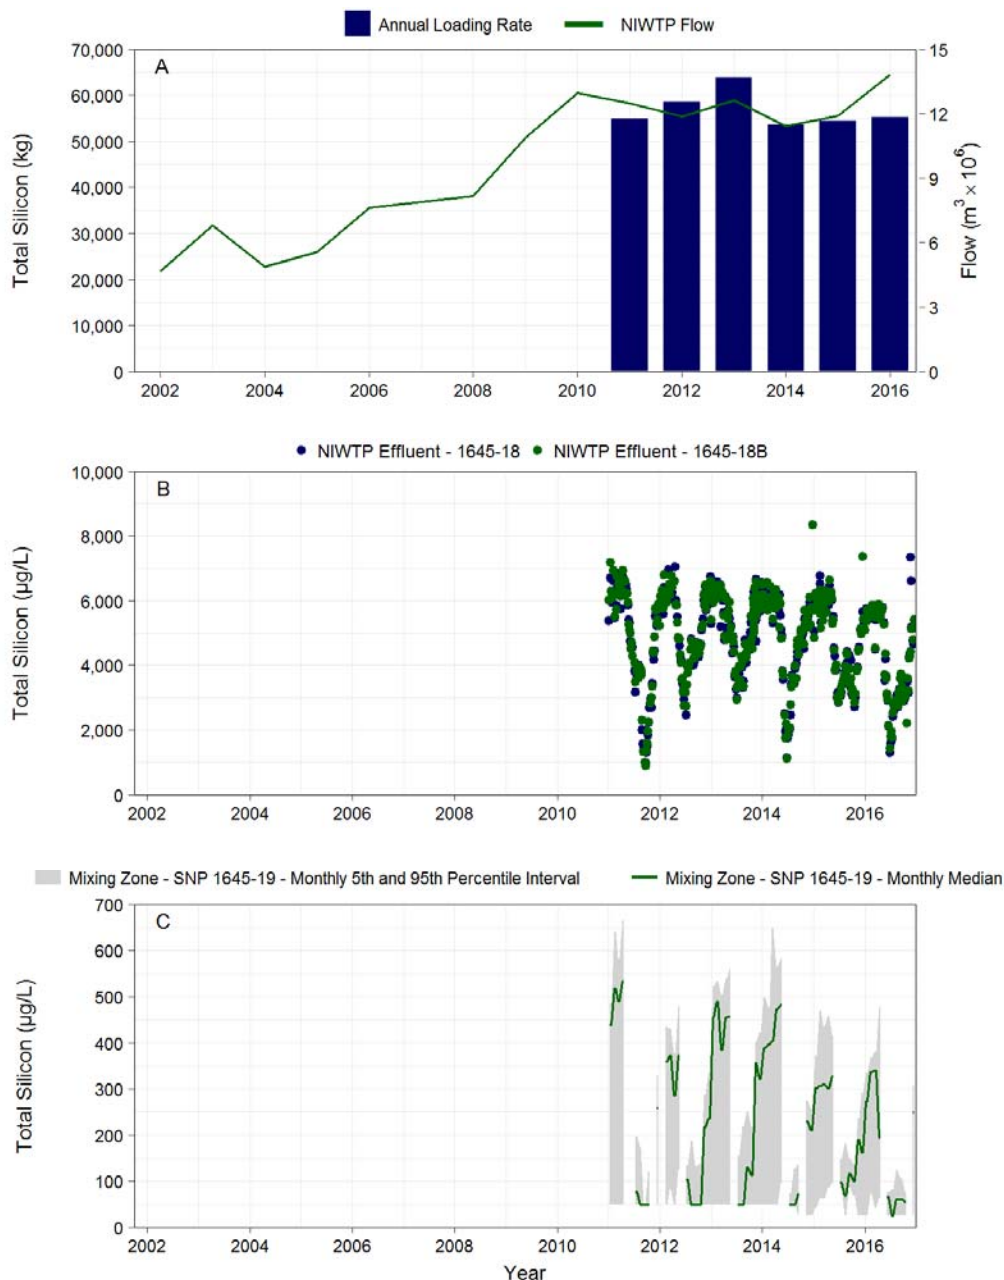 Annual Loading Rate NIWTP Flow
70,000 15
A
60,000
12
50,000
9
40,000
30,000
6
20,000
3
10,000
0 0
2002 2004 2006 2008 2010 2012 2014 2016
Total Silicon (kg)
Flow (m³ × 10⁶)
NIWTP Effluent - 1645-18 NIWTP Effluent - 1645-18B
10,000
B
8,000
6,000
4,000
2,000
0
2002 2004 2006 2008 2010 2012 2014 2016
Total Silicon (µg/L)
Mixing Zone - SNP 1645-19 - Monthly 5th and 95th Percentile Interval Mixing Zone - SNP 1645-19 - Monthly Median
700
C
600
500
400
300
200
100
0
2002 2004 2006 2008 2010 2012 2014 2016
Total Silicon (µg/L)
Year